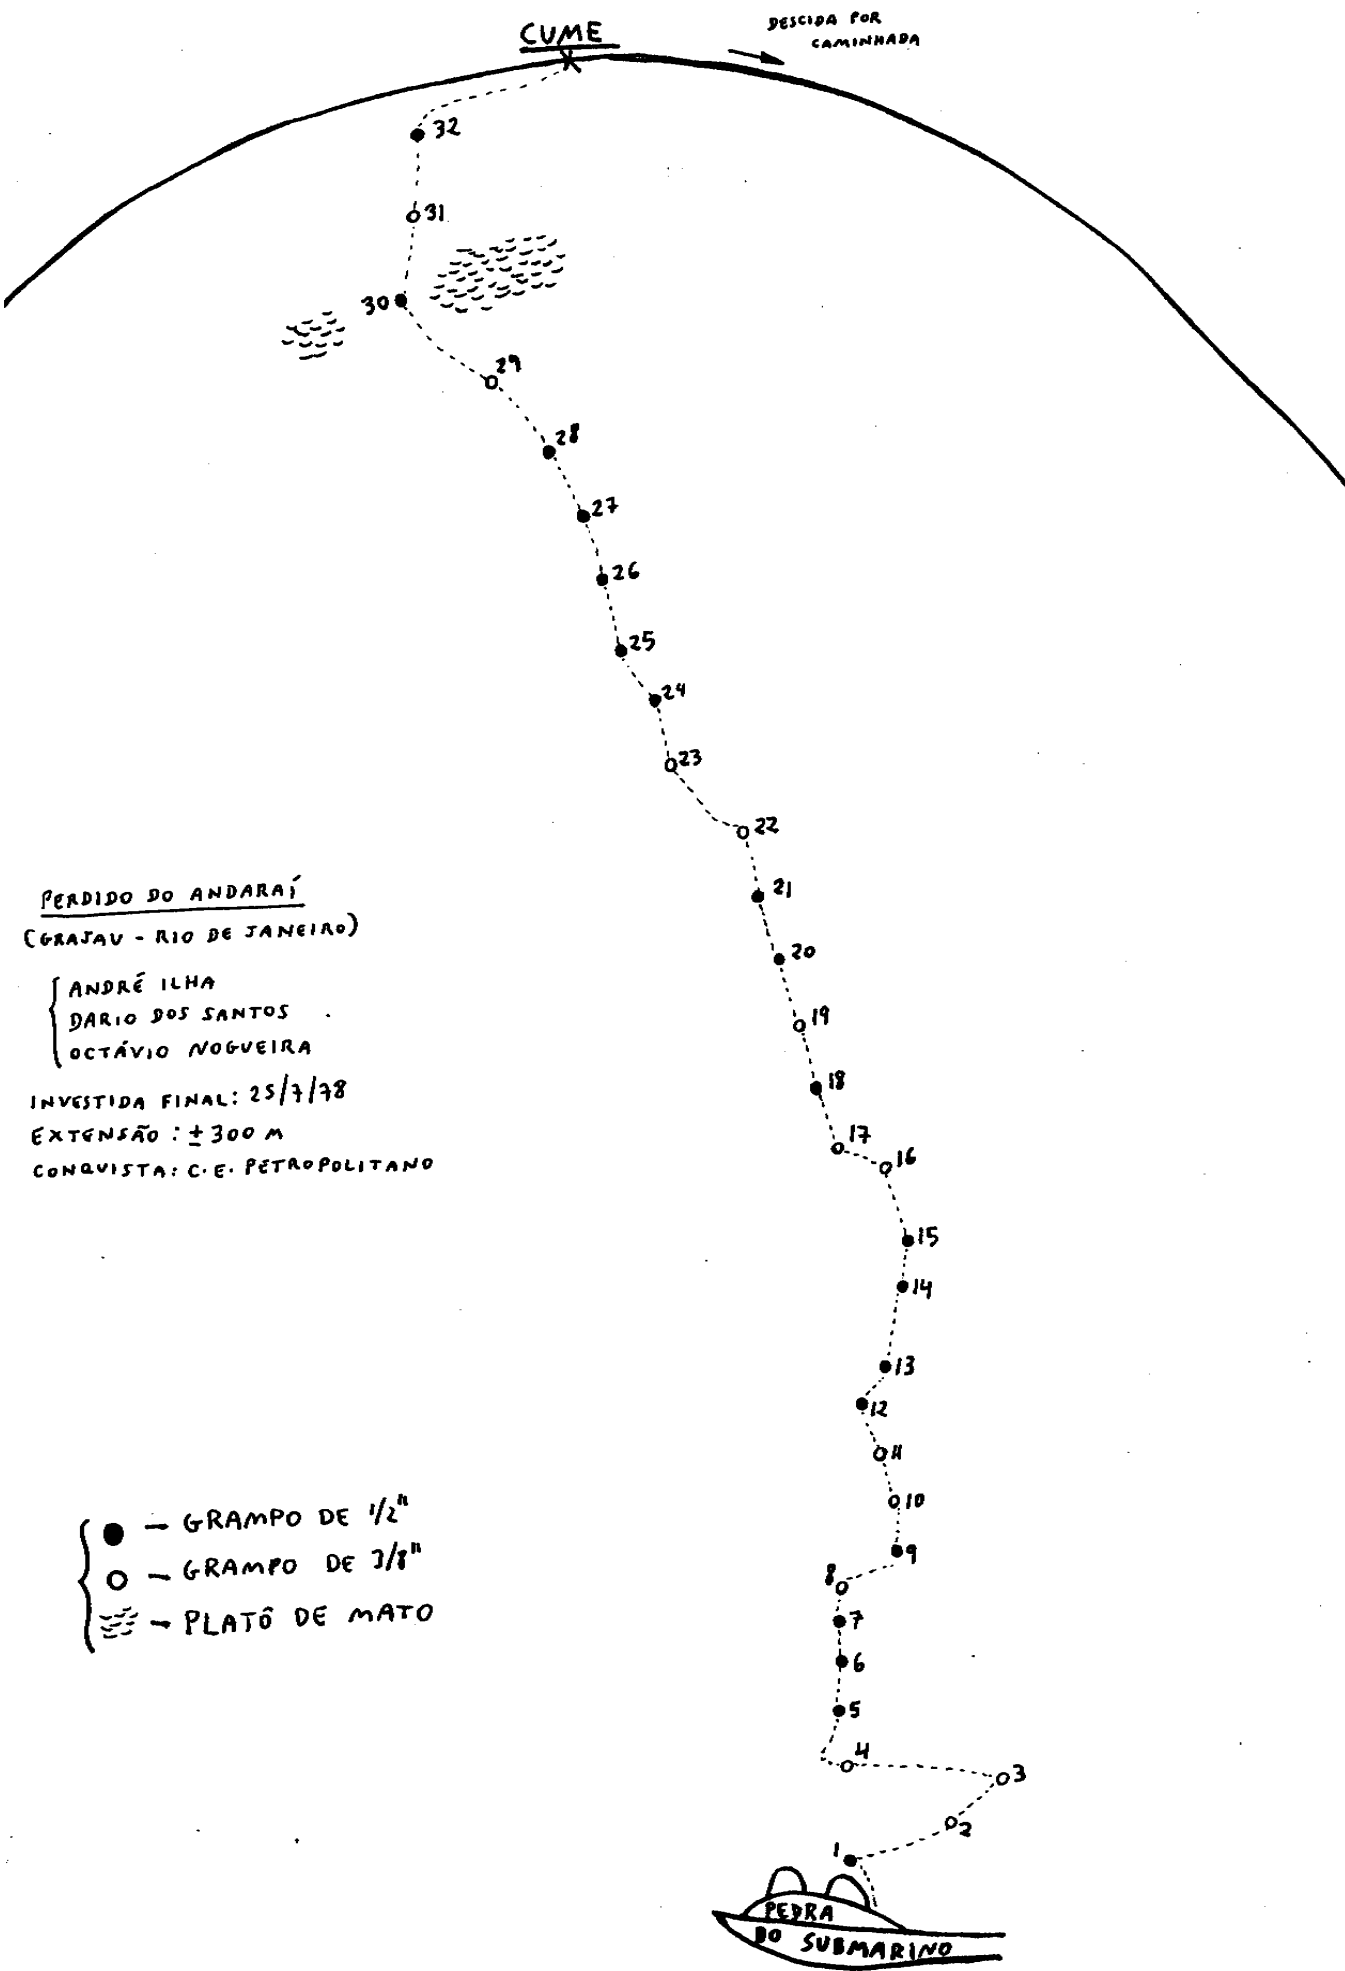 CUME
DESCIDA POR
CAMINHADA
32
31
30
29
28
27
26
25
24
23
22
21
20
19
18
17
16
15
14
13
12
11
10
9
8
7
6
5
4
3
2
1
PERDIDO DO ANDARAÍ
(GRAJAU - RIO DE JANEIRO)
ANDRÉ ILHA
DARIO DOS SANTOS
OCTÁVIO NOGUEIRA
INVESTIDA FINAL: 25/7/78
EXTENSÃO : ± 300 M
CONQUISTA: C.E. PETROPOLITANO
— GRAMPO DE 1/2"
— GRAMPO DE 3/8"
— PLATÔ DE MATO
PEDRA
DO SUBMARINO